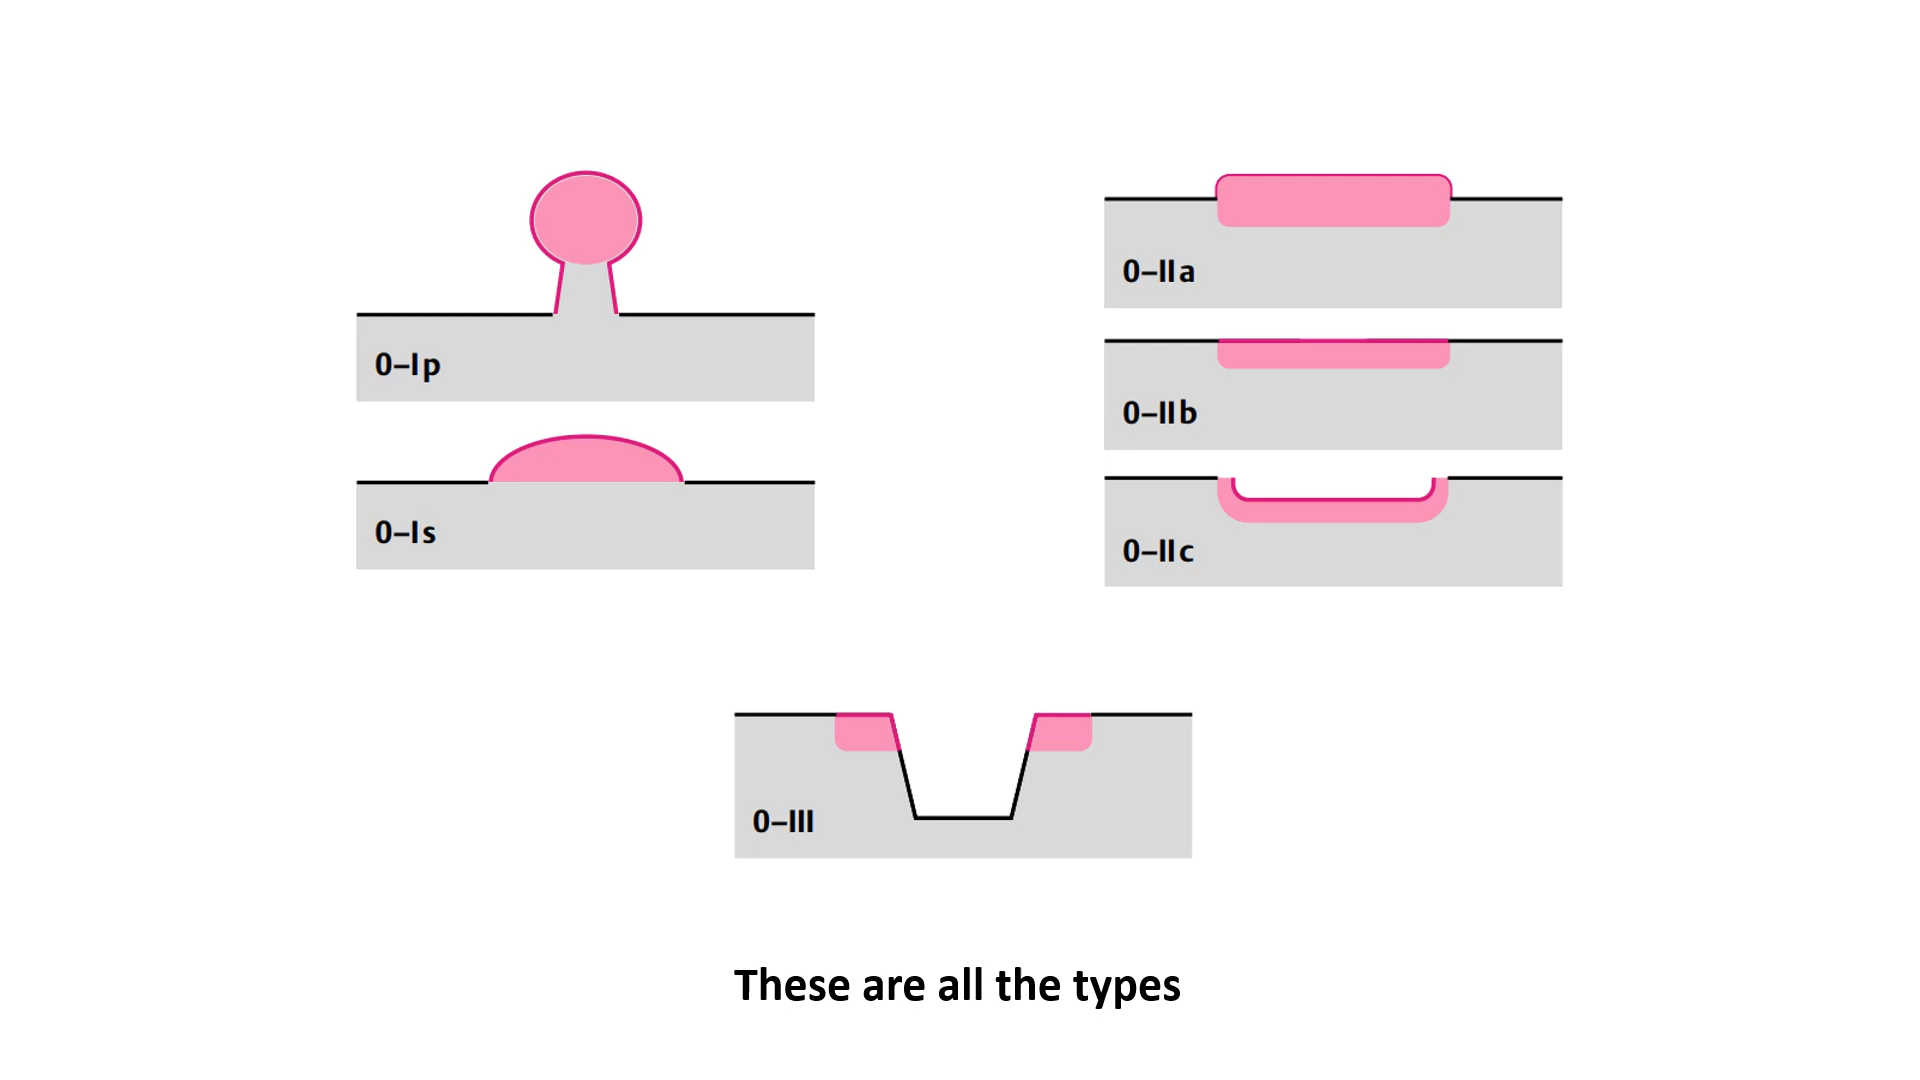 0–Ip
0–Is
0–IIa
0–IIb
0–IIc
0–III
These are all the types